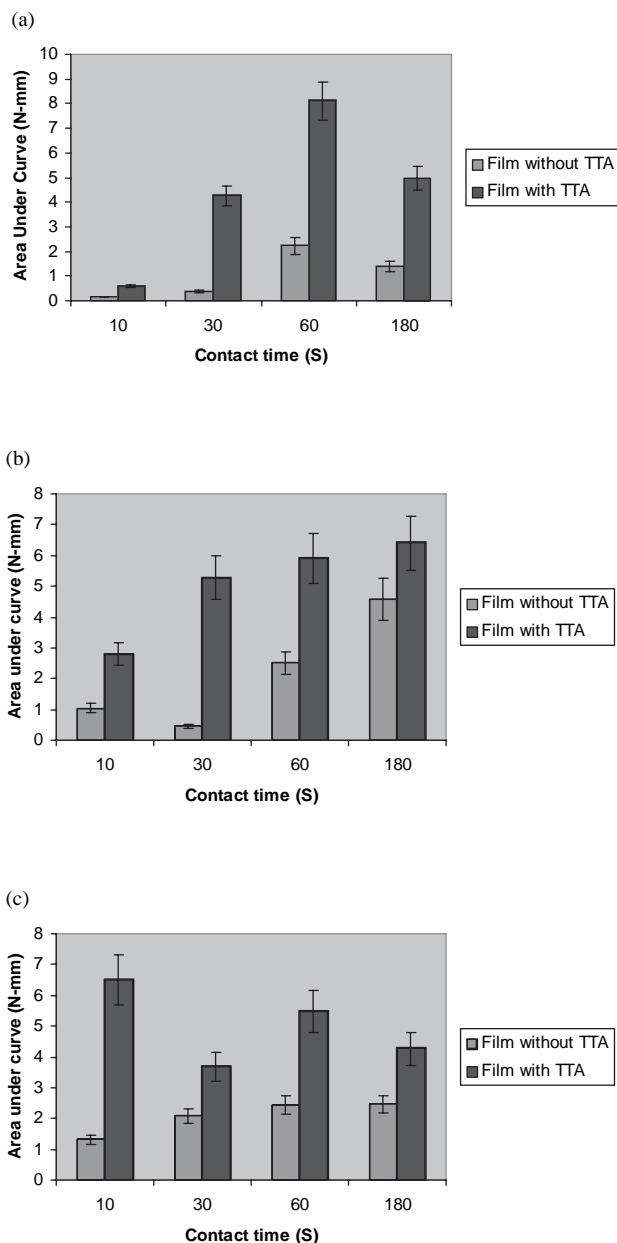 (a)
10
9
8
7
6
5
4
3
2
1
0
Area Under Curve (N-mm)
10 30 60 180
Contact time (S)
Film without TTA
Film with TTA
(b)
8
7
6
5
4
3
2
1
0
Area under curve (N-mm)
10 30 60 180
Contact time (S)
Film without TTA
Film with TTA
(c)
8
7
6
5
4
3
2
1
0
Area under curve (N-mm)
10 30 60 180
Contact time (S)
Film without TTA
Film with TTA